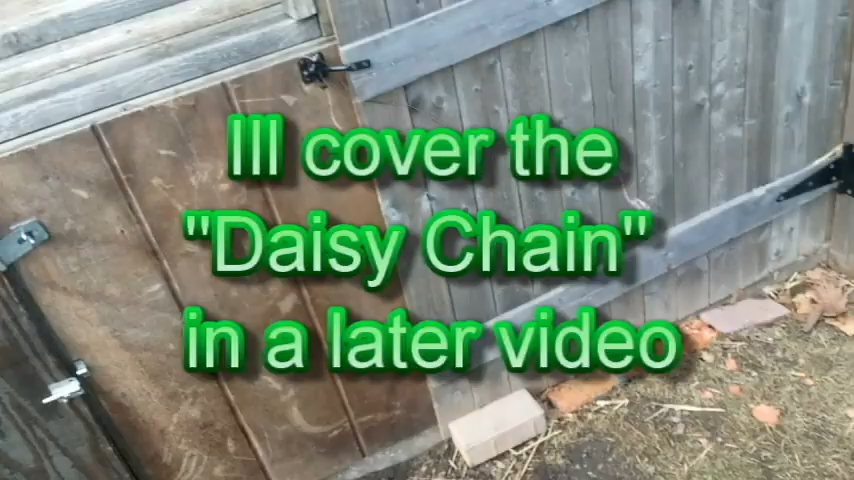 Ill cover the
"Daisy Chain"
in a later video